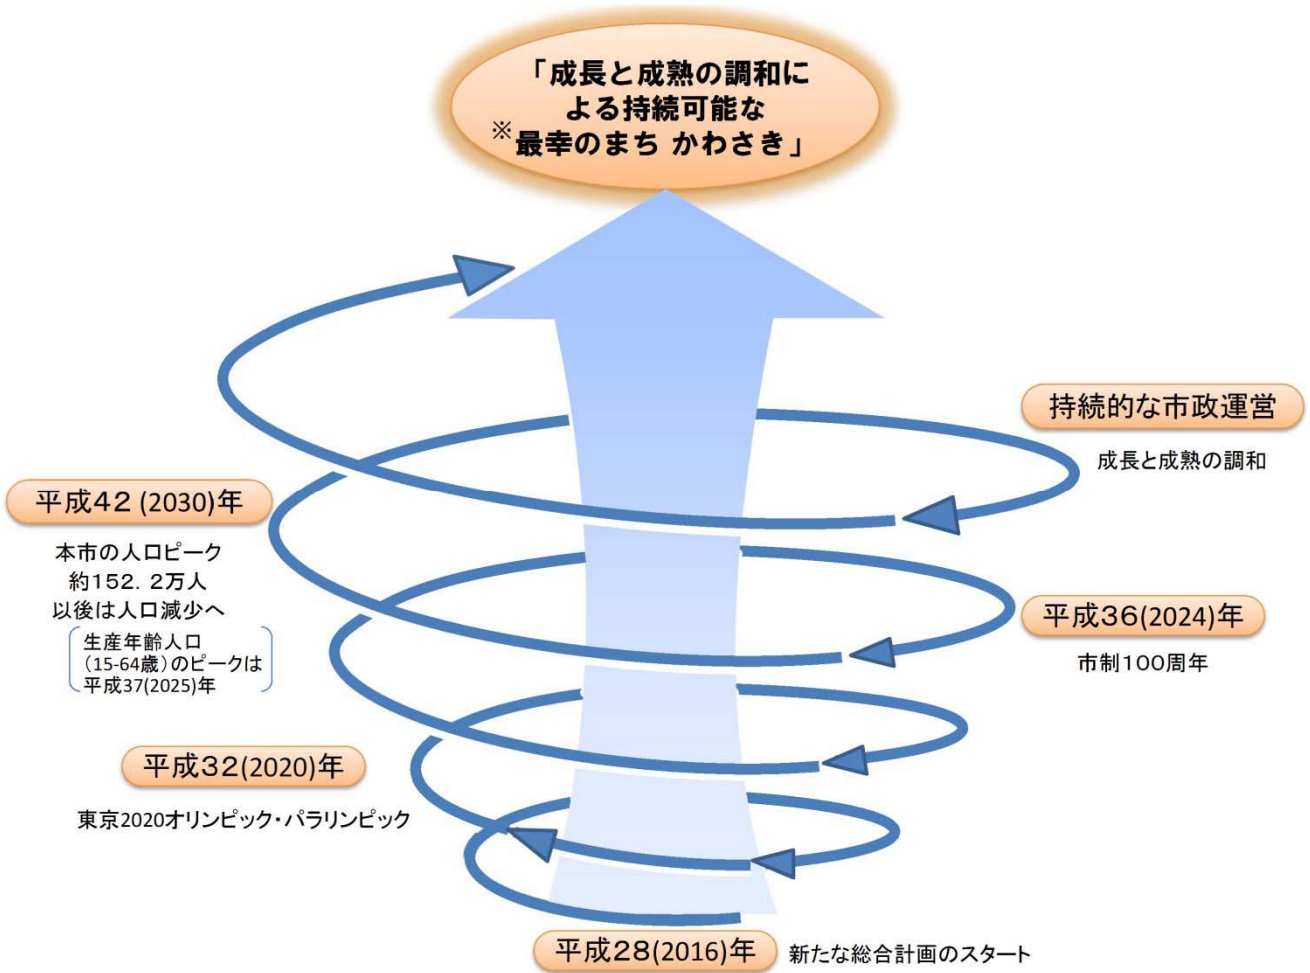 「成長と成熟の調和に
よる持続可能な
※最幸のまち かわさき」
持続的な市政運営
成長と成熟の調和
平成42(2030)年
本市の人口ピーク
約152.2万人
以後は人口減少へ
生産年齢人口
(15-64歳)のピークは
平成37(2025)年
平成36(2024)年
市制100周年
平成32(2020)年
東京2020オリンピック・パラリンピック
平成28(2016)年 新たな総合計画のスタート